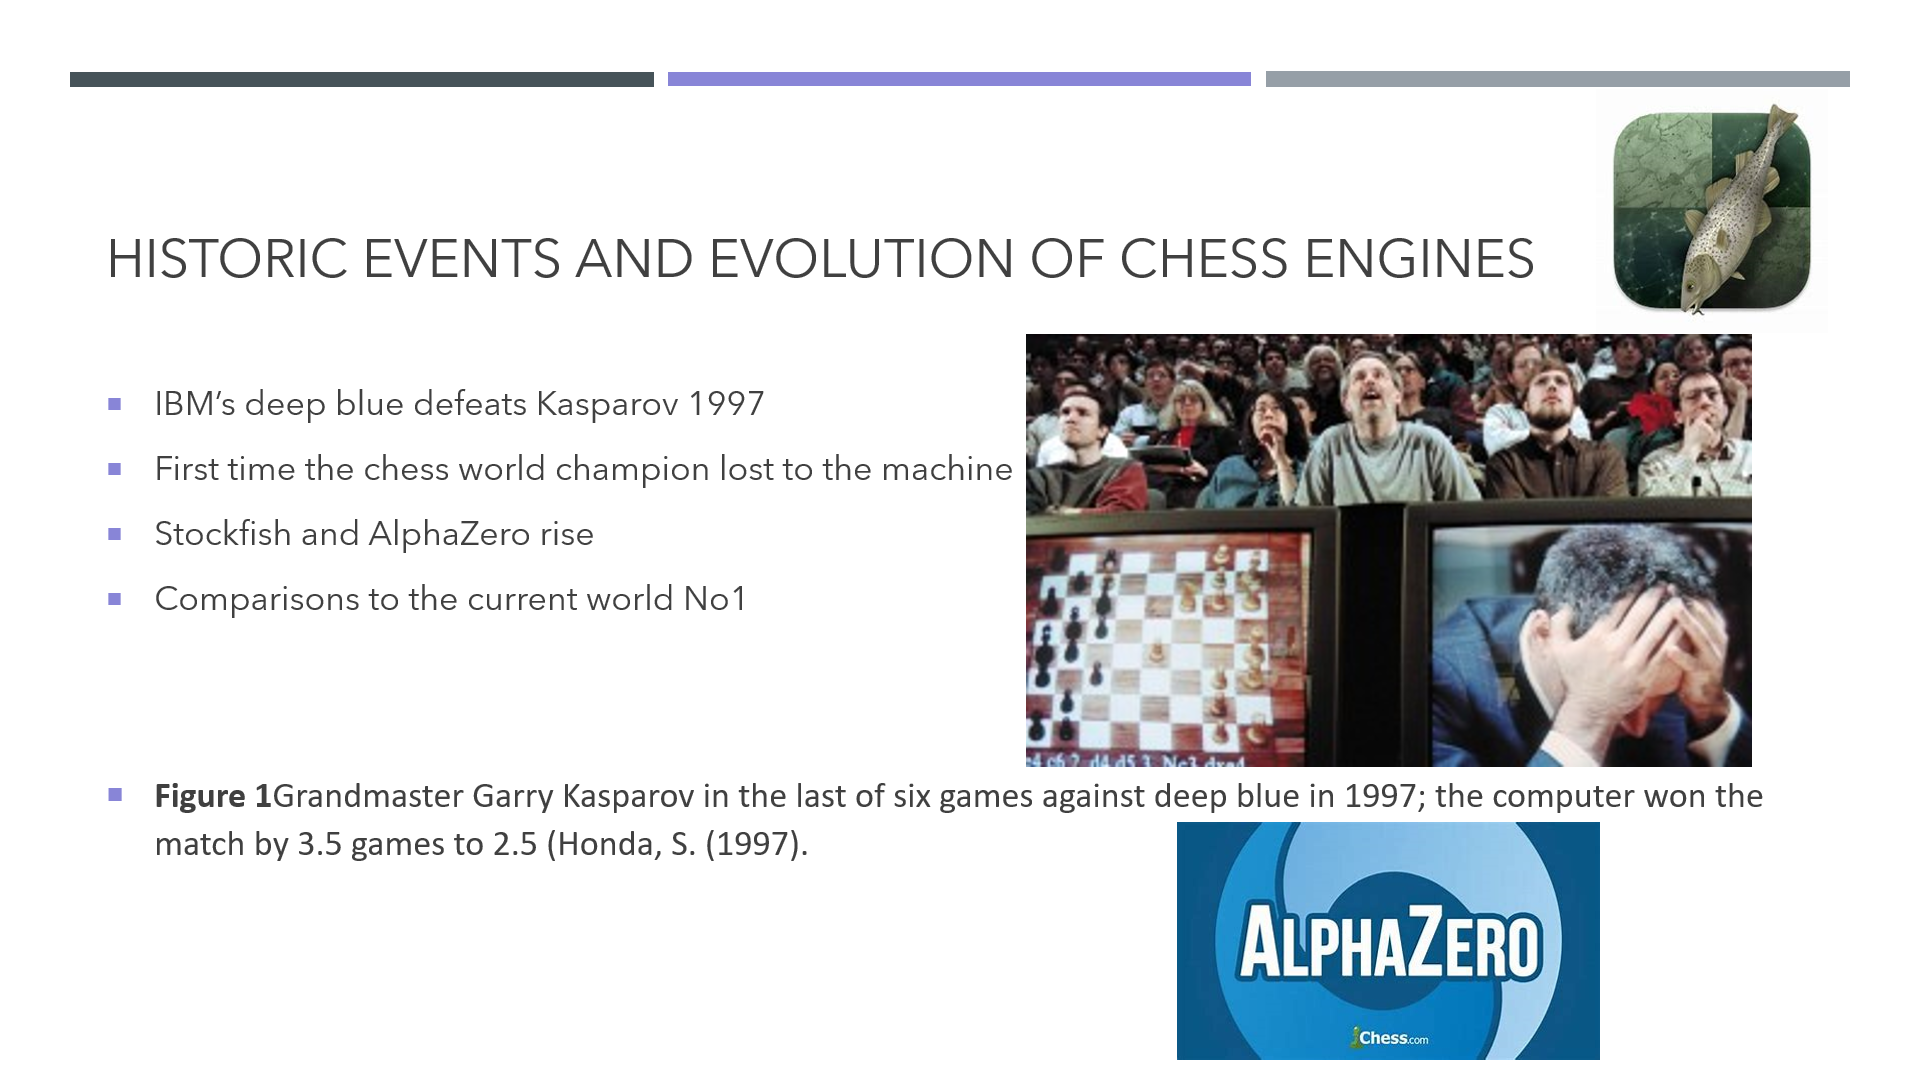 HISTORIC EVENTS AND EVOLUTION OF CHESS ENGINES
IBM’s deep blue defeats Kasparov 1997
First time the chess world champion lost to the machine
Stockfish and AlphaZero rise
Comparisons to the current world No1
e4 c6 2. d4 d5 3. Nc3 dxe4
Figure 1Grandmaster Garry Kasparov in the last of six games against deep blue in 1997; the computer won the
match by 3.5 games to 2.5 (Honda, S. (1997).
ALPHAZERO
Chess.com